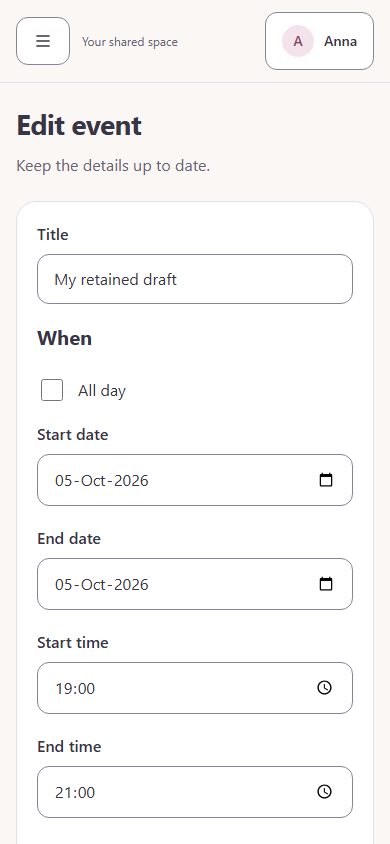 Your shared space
A
Anna
Edit event
Keep the details up to date.
Title
My retained draft
When
All day
Start date
05-Oct-2026
End date
05-Oct-2026
Start time
19:00
End time
21:00